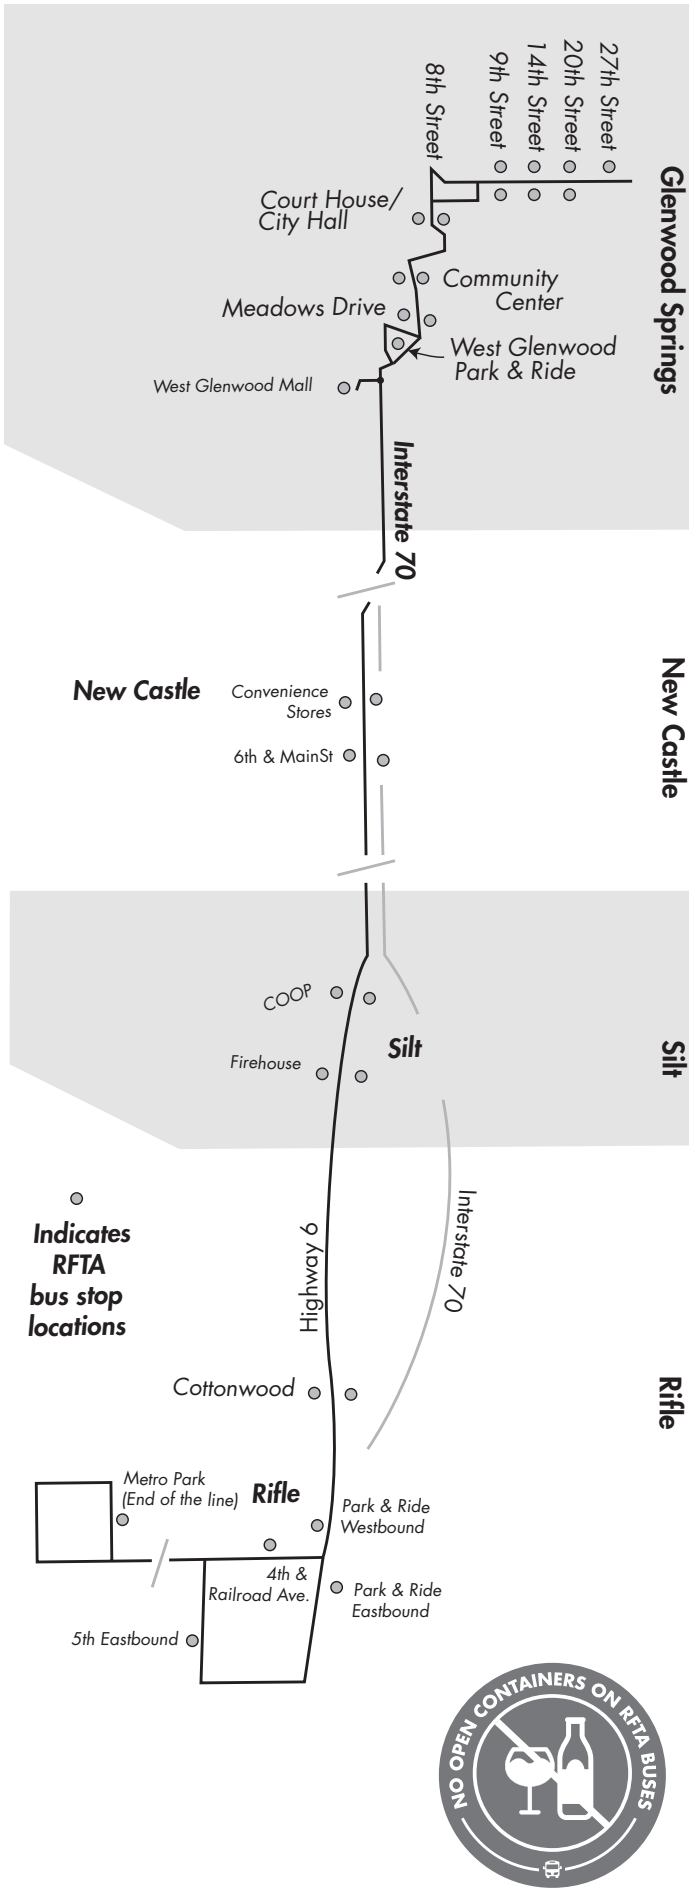 27th Street
20th Street
14th Street
9th Street
8th Street
Glenwood Springs
Court House/
City Hall
Community
Center
Meadows Drive
West Glenwood
Park & Ride
West Glenwood Mall
Interstate 70
New Castle
New Castle
Convenience
Stores
6th & MainSt
COOP
Silt
Silt
Firehouse
Indicates
RFTA
bus stop
locations
Highway 6
Interstate 70
Rifle
Cottonwood
Metro Park
(End of the line)
Rifle
Park & Ride
Westbound
4th &
Railroad Ave.
Park & Ride
Eastbound
5th Eastbound
NO OPEN CONTAINERS ON RFTA BUSES